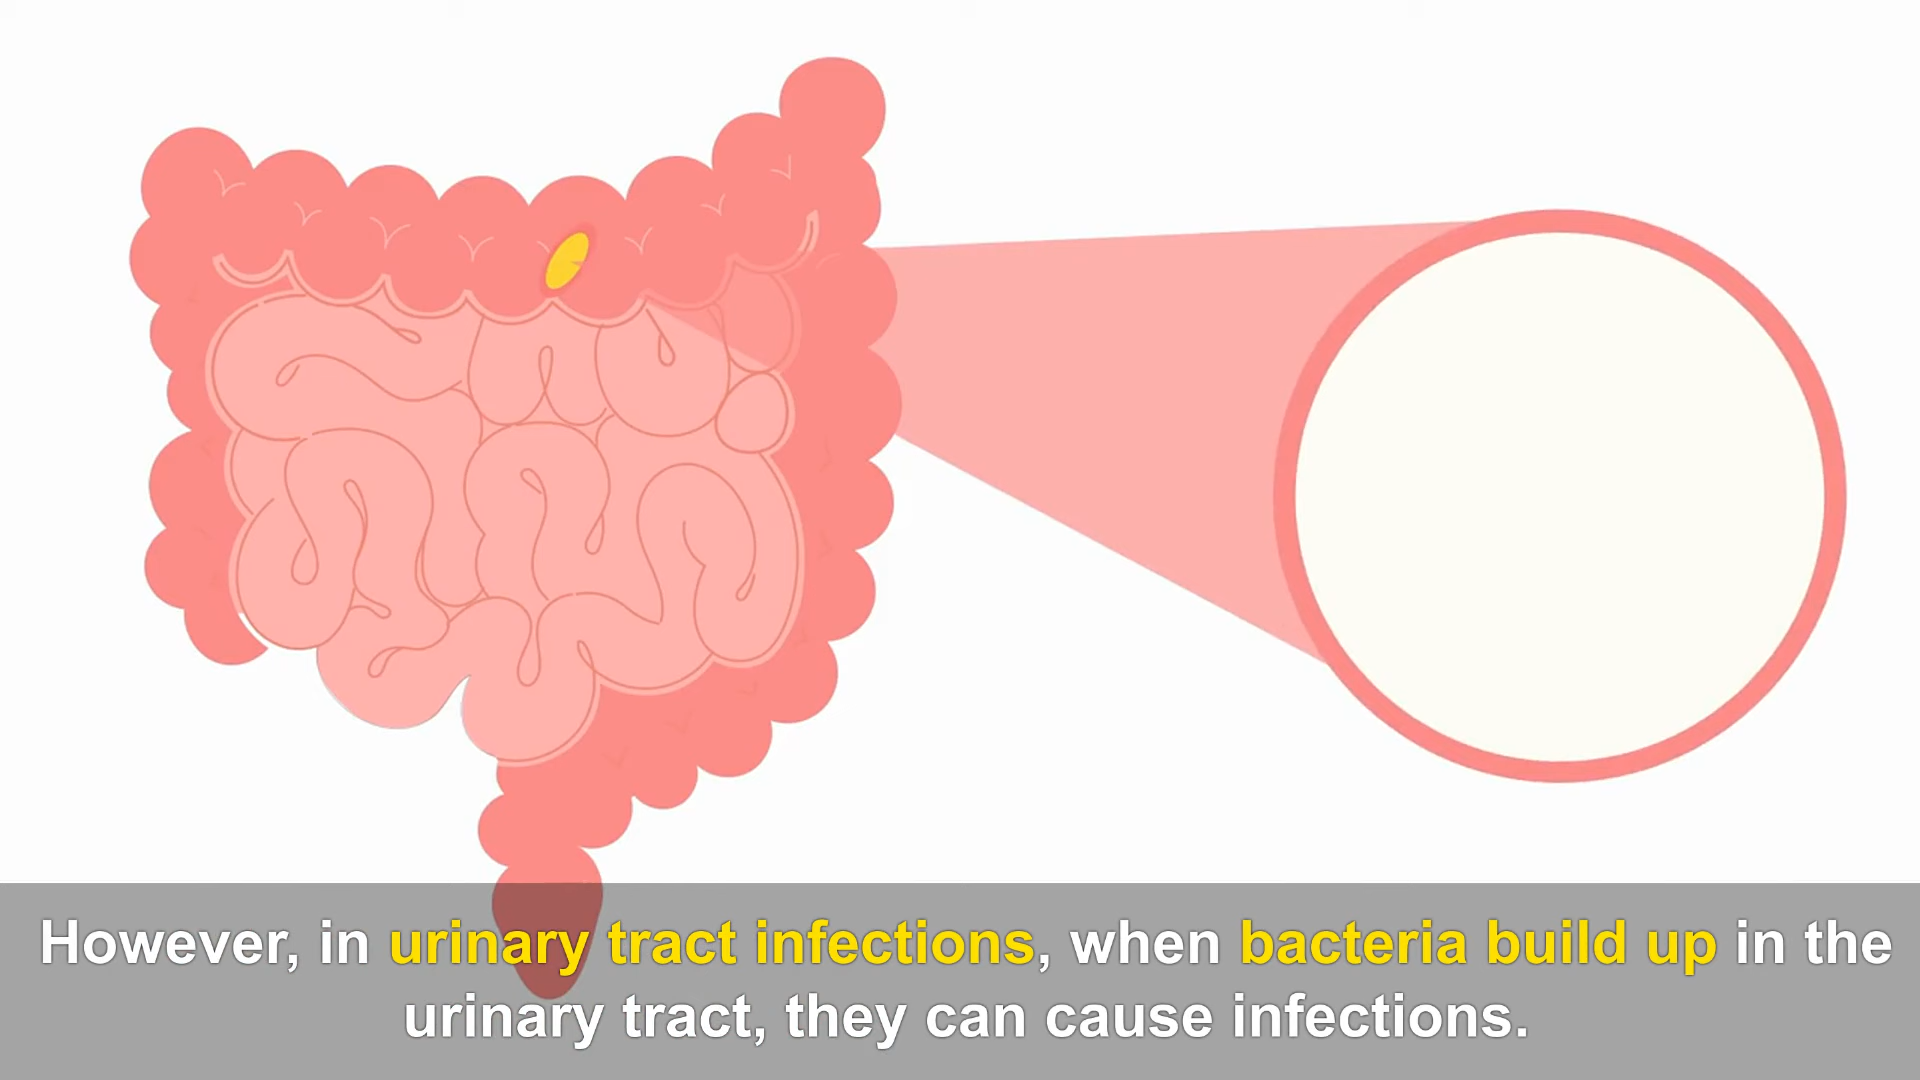 However, in urinary tract infections, when bacteria build up in the
urinary tract, they can cause infections.